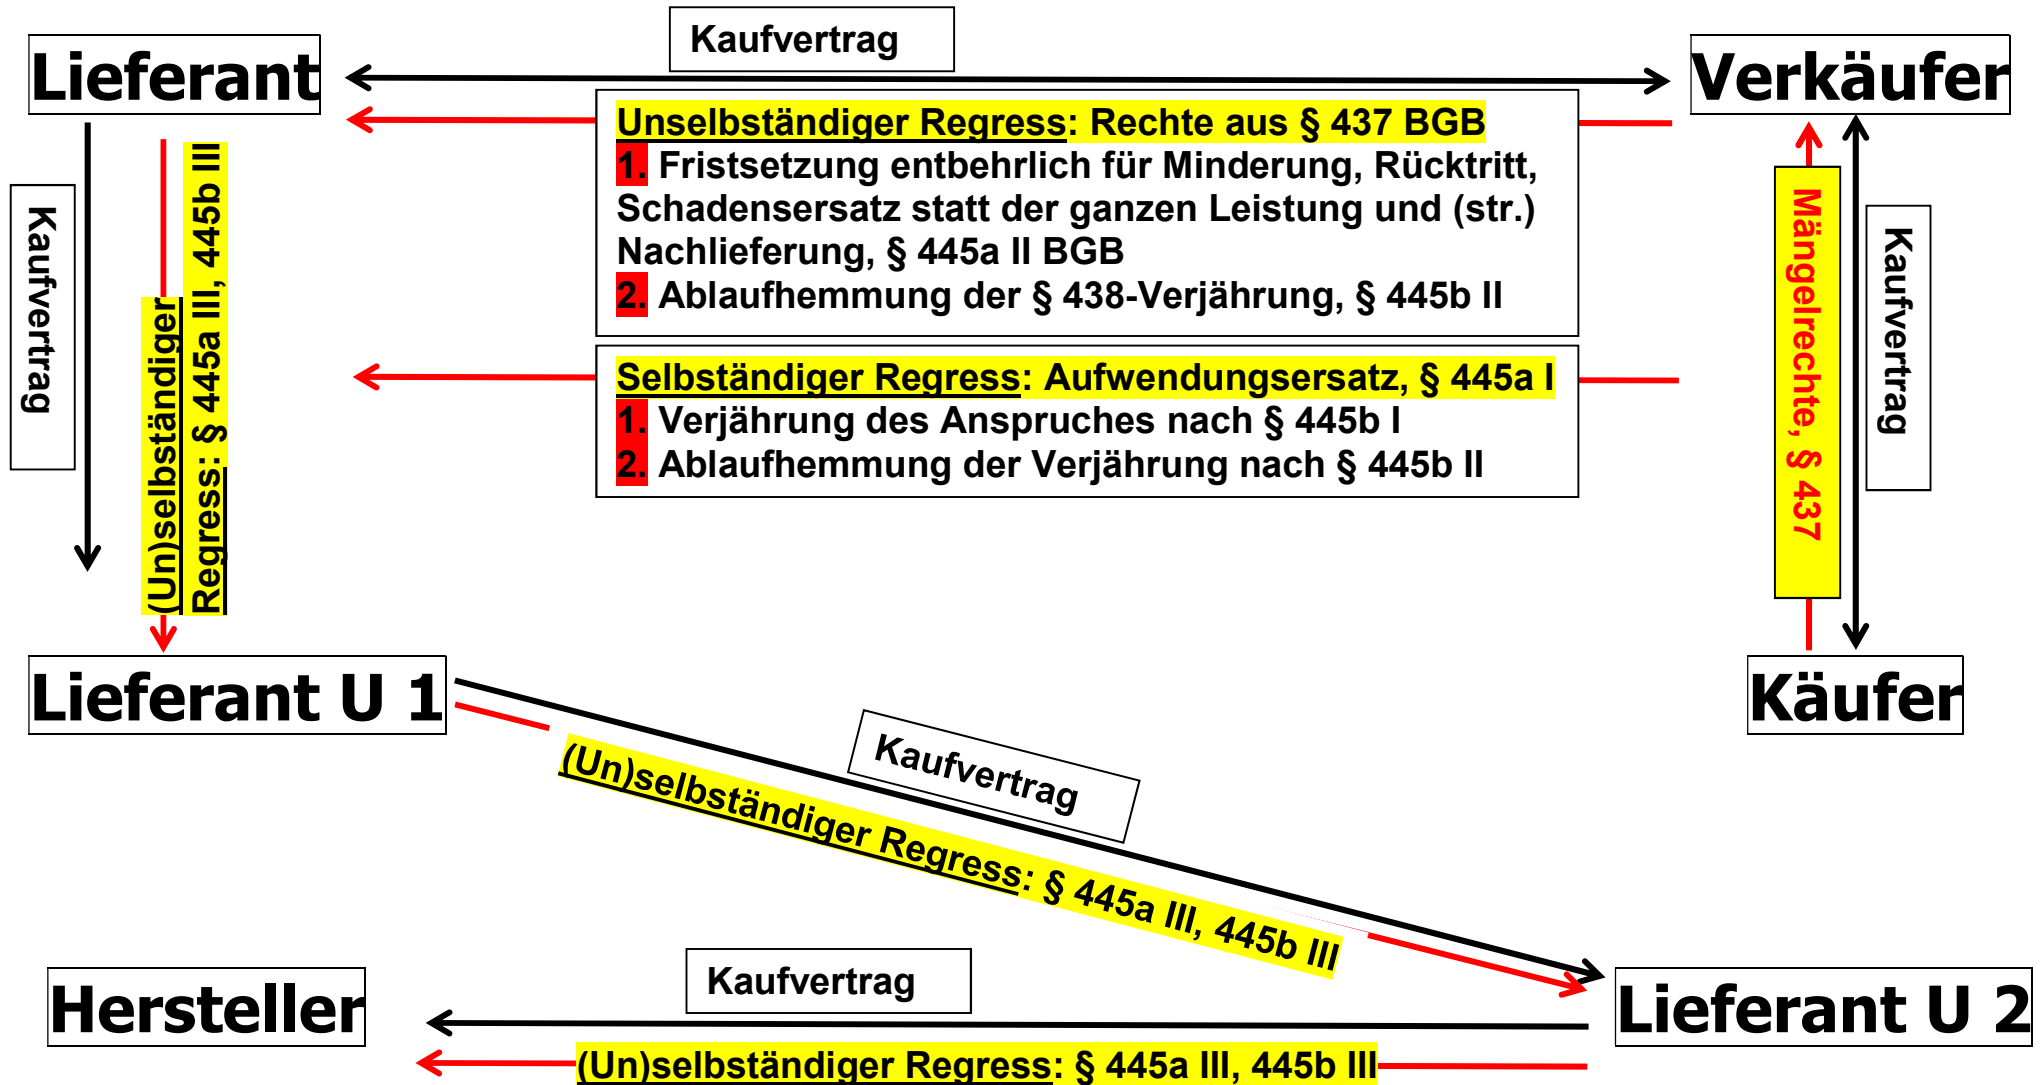 Kaufvertrag
Lieferant
Verkäufer
Unselbständiger Regress: Rechte aus § 437 BGB
1. Fristsetzung entbehrlich für Minderung, Rücktritt,
Schadensersatz statt der ganzen Leistung und (str.)
Nachlieferung, § 445a II BGB
2. Ablaufhemmung der § 438-Verjährung, § 445b II
Selbständiger Regress: Aufwendungsersatz, § 445a I
1. Verjährung des Anspruches nach § 445b I
2. Ablaufhemmung der Verjährung nach § 445b II
Kaufvertrag
(Un)selbständiger
Regress: § 445a III, 445b III
Mängelrechte, § 437
Kaufvertrag
Lieferant U 1
Käufer
Kaufvertrag
(Un)selbständiger Regress: § 445a III, 445b III
Kaufvertrag
Hersteller
Lieferant U 2
(Un)selbständiger Regress: § 445a III, 445b III